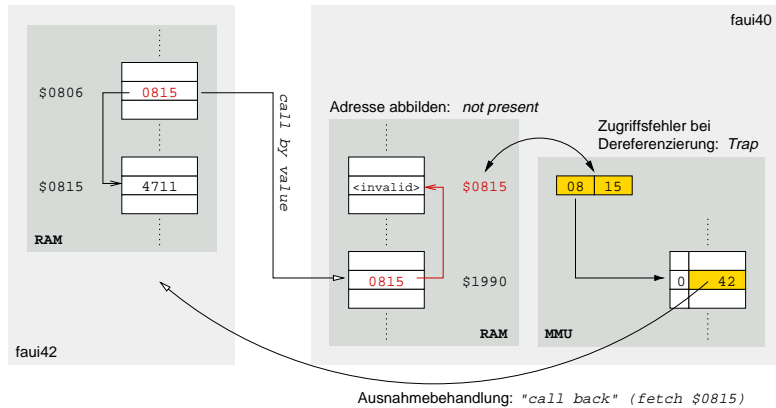 faui40
$0806
0815
$0815
4711
RAM
faui42
call by value
Adresse abbilden: not present
<invalid>
$0815
0815
$1990
RAM
Zugriffsfehler bei
Dereferenzierung: Trap
08 15
0 42
MMU
Ausnahmebehandlung: "call back" (fetch $0815)